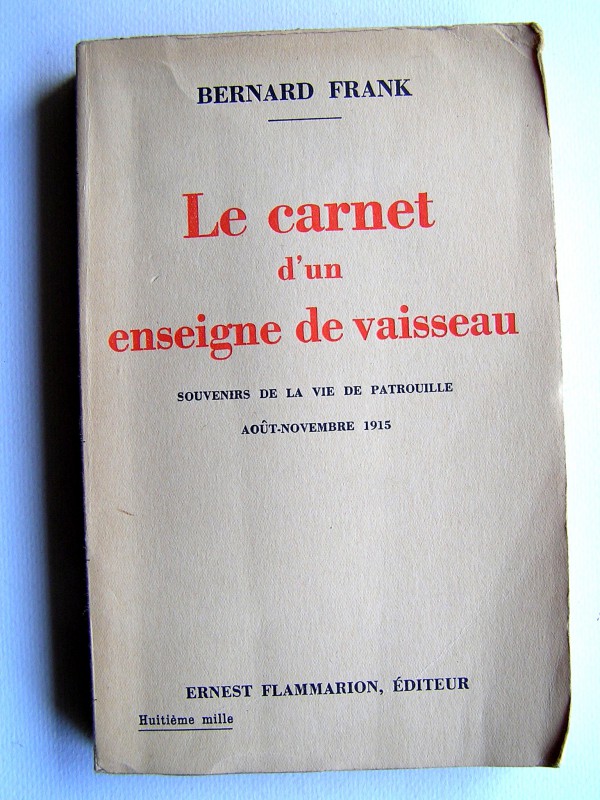 BERNARD FRANK
Le carnet
d'un
enseigne de vaisseau
SOUVENIRS DE LA VIE DE PATROUILLE
AOÛT-NOVEMBRE 1915
ERNEST FLAMMARION, ÉDITEUR
Huitième mille